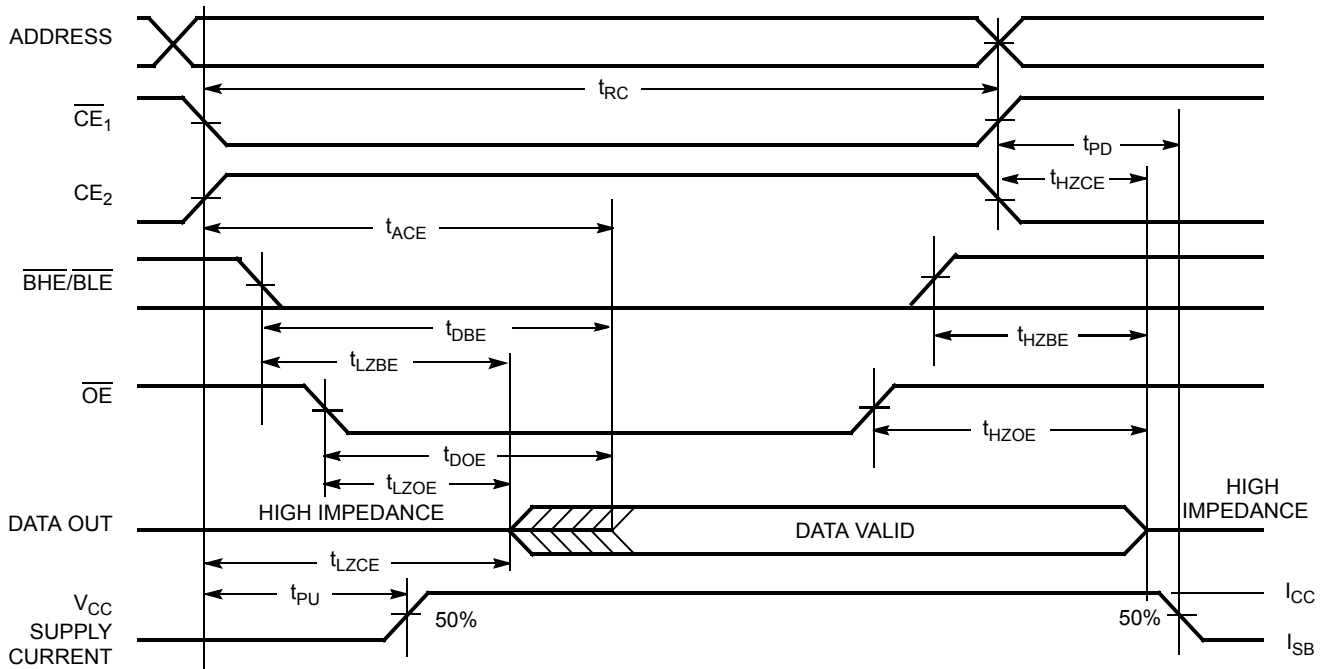 ADDRESS
tRC
CE1
tPD
tHZCE
CE2
tACE
BHE/BLE
tDBE
tHZBE
tLZBE
OE
tHZOE
tDOE
tLZOE
HIGH IMPEDANCE
HIGH
IMPEDANCE
DATA OUT
DATA VALID
tLZCE
tPU
VCC
SUPPLY
CURRENT
50%
50%
ICC
ISB